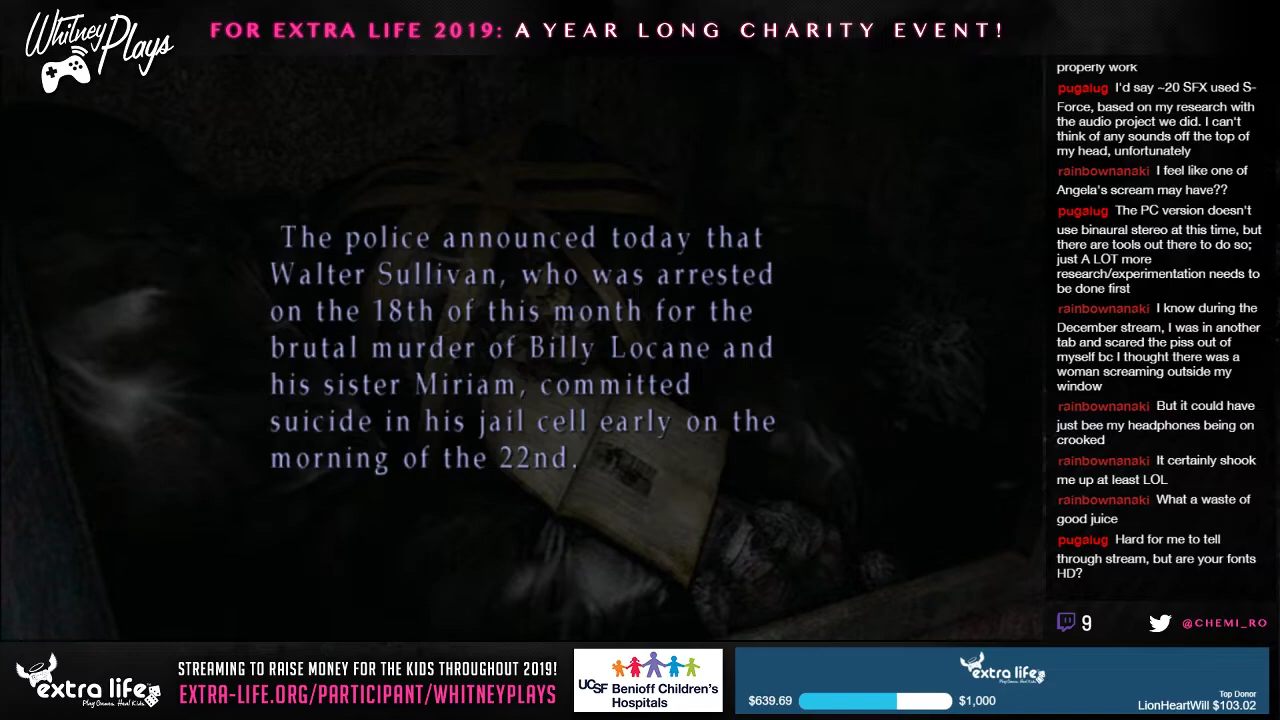 Whitney Plays
FOR EXTRA LIFE 2019: A YEAR LONG CHARITY EVENT!
The police announced today that
Walter Sullivan, who was arrested
on the 18th of this month for the
brutal murder of Billy Locane and
his sister Miriam, committed
suicide in his jail cell early on the
morning of the 22nd.
properly work
pugalug I'd say ~20 SFX used S-
Force, based on my research with
the audio project we did. I can't
think of any sounds off the top of
my head, unfortunately
rainbownanaki I feel like one of
Angela's scream may have??
pugalug The PC version doesn't
use binaural stereo at this time, but
there are tools out there to do so;
just A LOT more
research/experimentation needs to
be done first
rainbownanaki I know during the
December stream, I was in another
tab and scared the piss out of
myself bc I thought there was a
woman screaming outside my
window
rainbownanaki But it could have
just bee my headphones being on
crooked
rainbownanaki It certainly shook
me up at least LOL
rainbownanaki What a waste of
good juice
pugalug Hard for me to tell
through stream, but are your fonts
HD?
9
@CHEMI_RO
extra life
Play Games. Heal Kids.
STREAMING TO RAISE MONEY FOR THE KIDS THROUGHOUT 2019!
EXTRA-LIFE.ORG/PARTICIPANT/WHITNEYPLAYS
UCSF Benioff Children's
Hospitals
extra life
Play Games. Heal Kids.
$639.69
$1,000
Top Donor
LionHeartWill $103.02